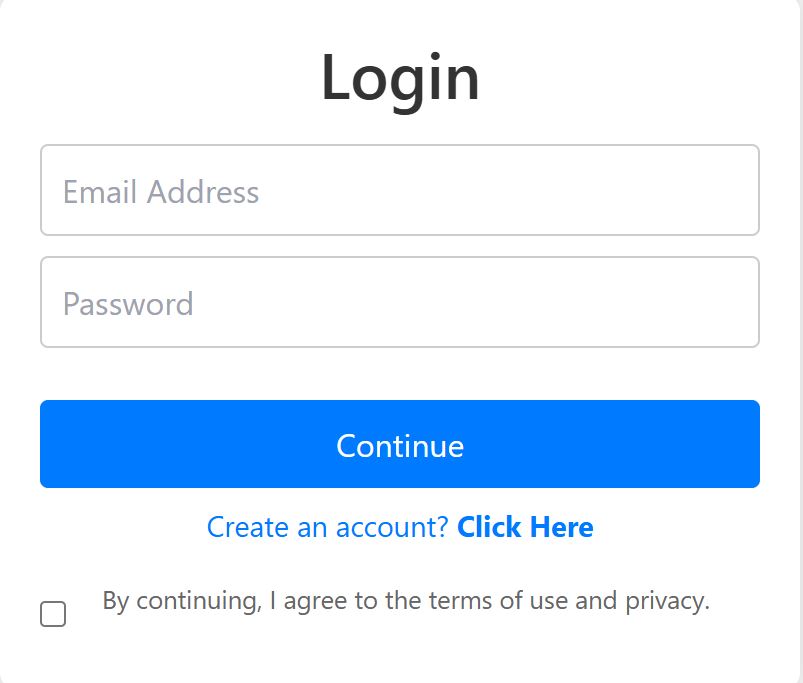 Login
Email Address
Password
Continue
Create an account? Click Here
By continuing, I agree to the terms of use and privacy.